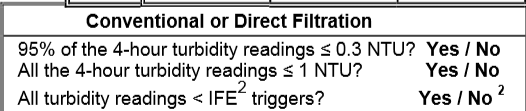 Conventional or Direct Filtration
95% of the 4-hour turbidity readings ≤ 0.3 NTU? Yes / No
All the 4-hour turbidity readings ≤ 1 NTU? Yes / No
All turbidity readings < IFE² triggers? Yes / No ²